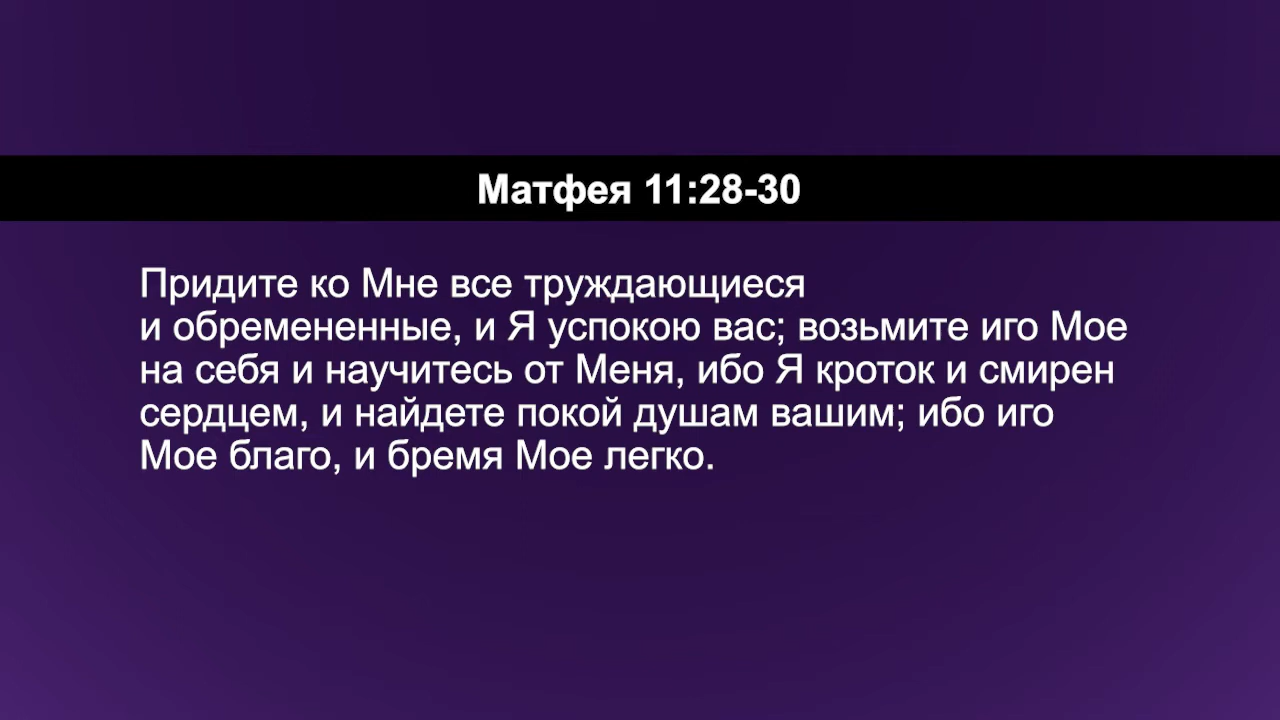 Матфея 11:28-30
Придите ко Мне все труждающиеся
и обремененные, и Я успокою вас; возьмите иго Мое
на себя и научитесь от Меня, ибо Я кроток и смирен
сердцем, и найдете покой душам вашим; ибо иго
Мое благо, и бремя Мое легко.